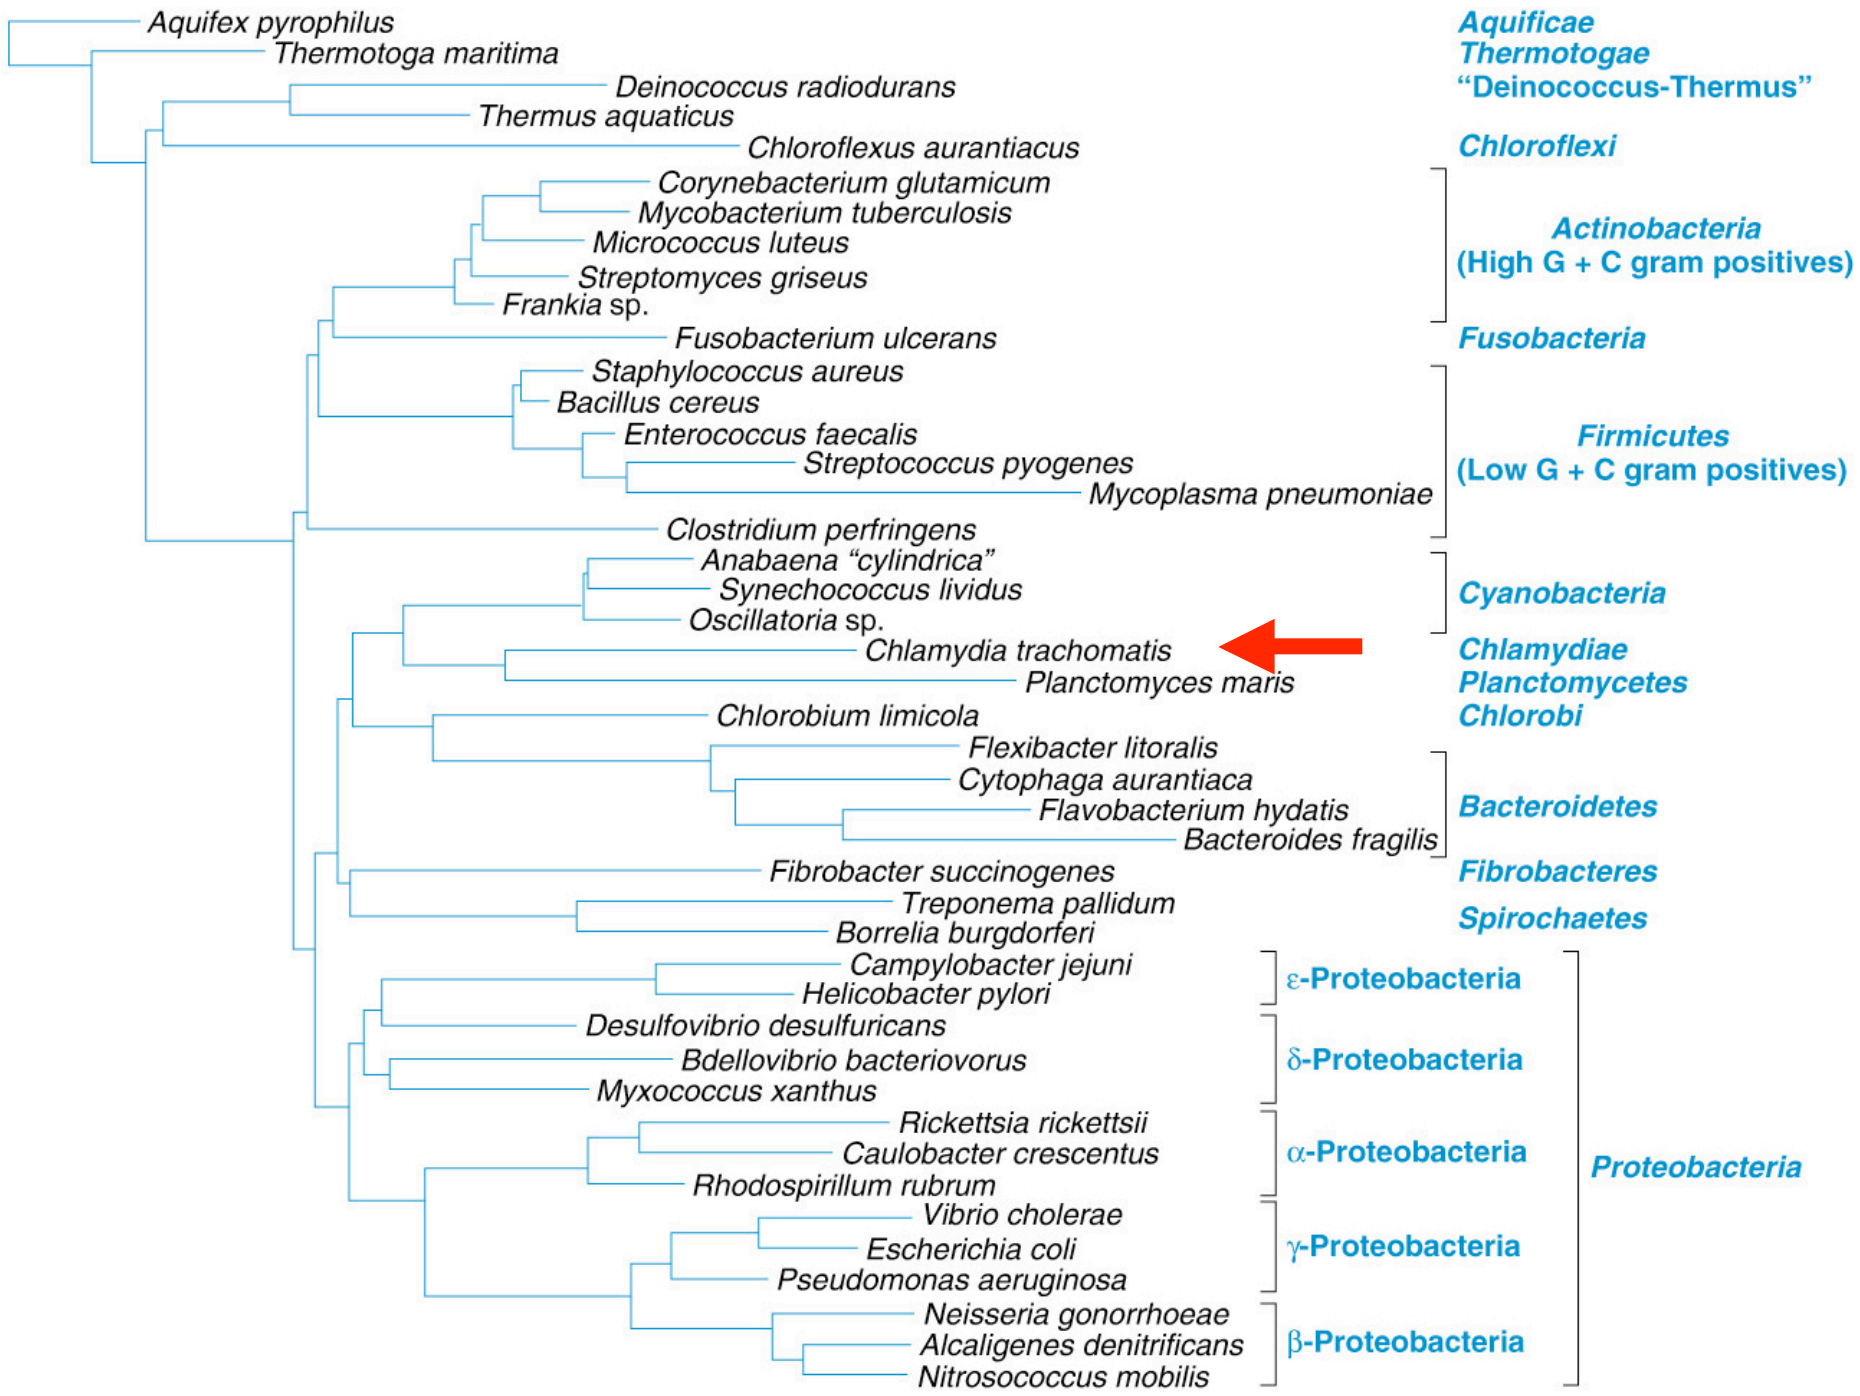 Aquifex pyrophilus Aquificae
Thermotoga maritima Thermotogae
Deinococcus radiodurans “Deinococcus-Thermus”
Thermus aquaticus
Chloroflexus aurantiacus Chloroflexi
Corynebacterium glutamicum
Mycobacterium tuberculosis
Micrococcus luteus
Actinobacteria
(High G + C gram positives)
Streptomyces griseus
Frankia sp.
Fusobacterium ulcerans Fusobacteria
Staphylococcus aureus
Bacillus cereus
Enterococcus faecalis
Firmicutes
(Low G + C gram positives)
Streptococcus pyogenes
Mycoplasma pneumoniae
Clostridium perfringens
Anabaena “cylindrica”
Synechococcus lividus
Cyanobacteria
Oscillatoria sp.
Chlamydia trachomatis Chlamydiae
Planctomyces maris Planctomycetes
Chlorobium limicola Chlorobi
Flexibacter litoralis
Cytophaga aurantiaca
Flavobacterium hydatis
Bacteroidetes
Bacteroides fragilis
Fibrobacter succinogenes Fibrobacteres
Treponema pallidum
Spirochaetes
Borrelia burgdorferi
Campylobacter jejuni
ε-Proteobacteria
Helicobacter pylori
Desulfovibrio desulfuricans
Bdellovibrio bacteriovorus
δ-Proteobacteria
Myxococcus xanthus
Rickettsia rickettsii
Caulobacter crescentus
α-Proteobacteria
Proteobacteria
Rhodospirillum rubrum
Vibrio cholerae
Escherichia coli
γ-Proteobacteria
Pseudomonas aeruginosa
Neisseria gonorrhoeae
Alcaligenes denitrificans
β-Proteobacteria
Nitrosococcus mobilis